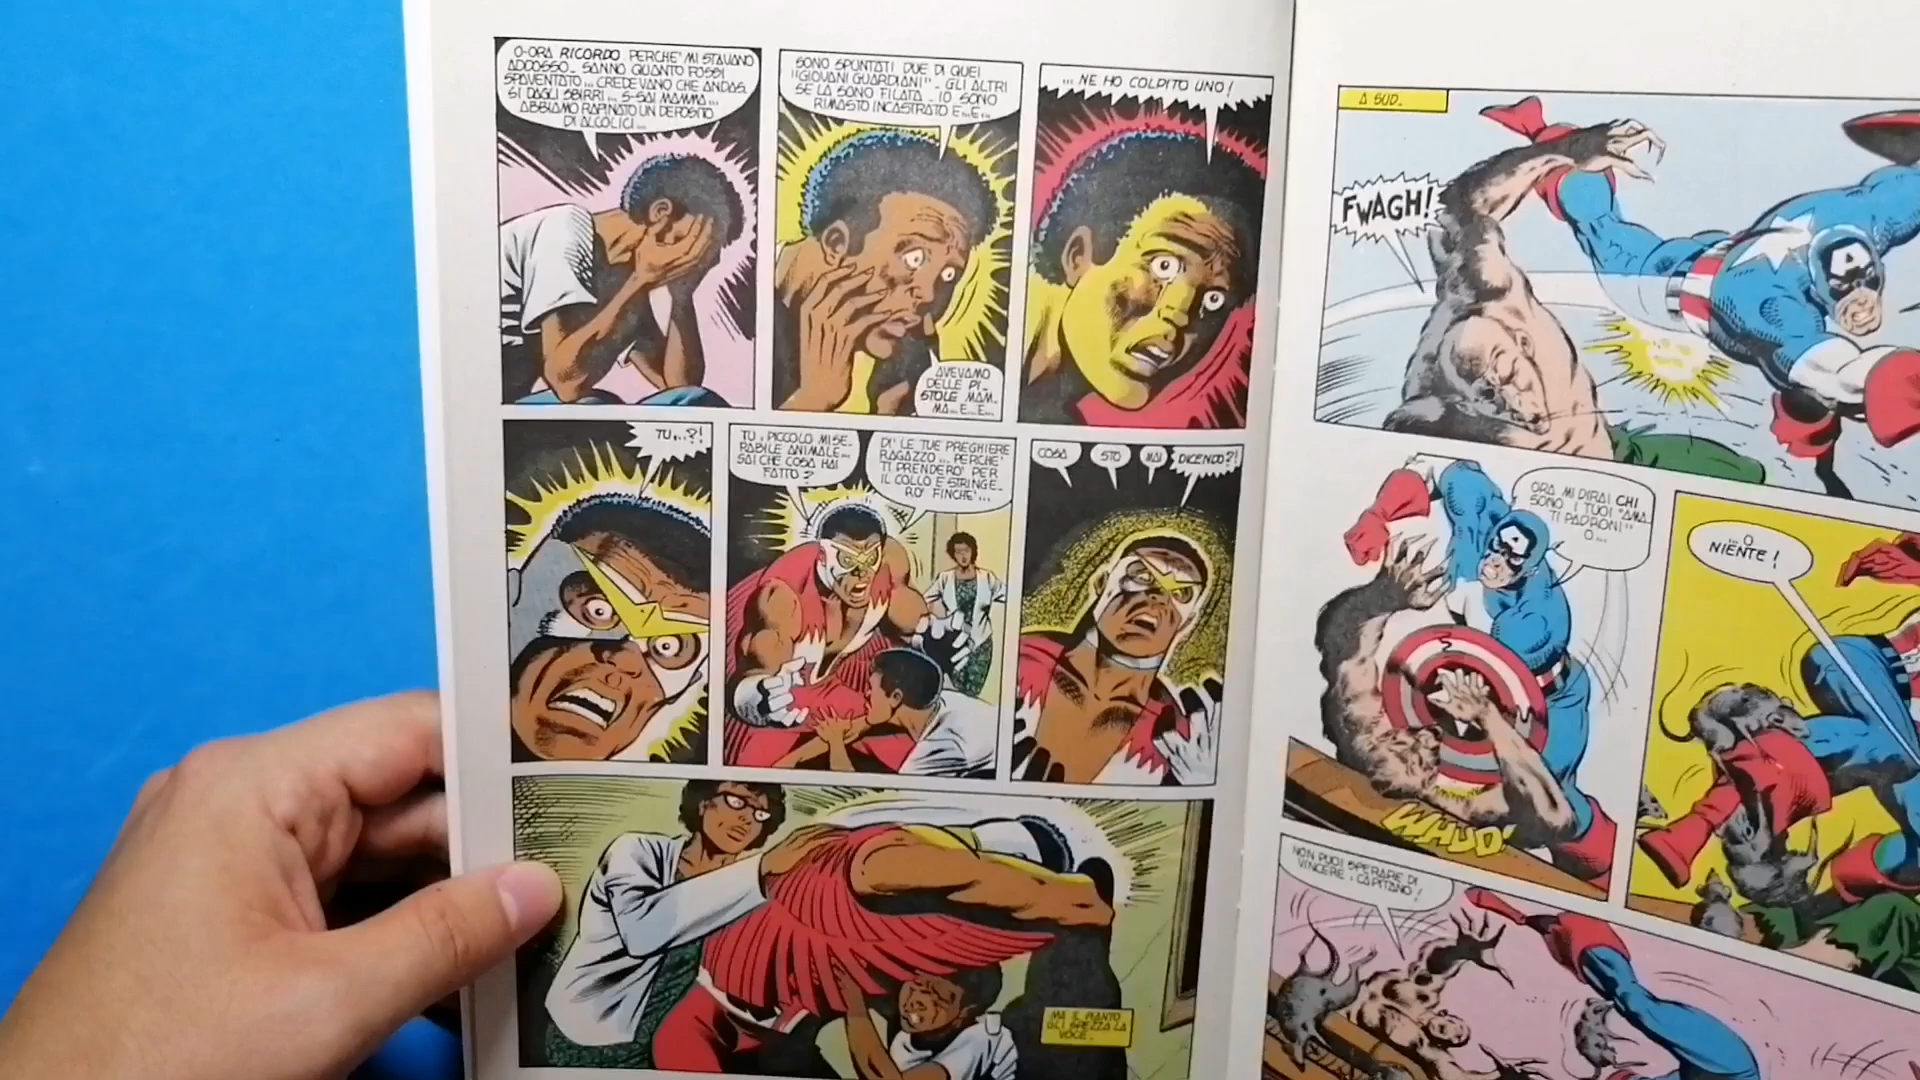 O-ORA RICORDO PERCHE' MI STAVANO
ADDOSSO.. SANNO QUANTO FOSSI
SPAVENTATO... CREDEVANO CHE ANDAS.
SI DAGLI SBIRRI... S-SAI MAMMA...
ABBIAMO RAPINATO UN DEPOSITO
DI ALCOLICI...
SONO SPUNTATI DUE DI QUEI
"GIOVANI GUARDIANI" - GLI ALTRI
SE LA SONO FILATA - IO SONO
RIMASTO INCASTRATO E...E...
AVEVAMO
DELLE PI-
STOLE MAM-
MA...E...E...
... NE HO COLPITO UNO!
TU...?!
TU, PICCOLO MISE-
RABILE ANIMALE...
SAI CHE COSA HAI
FATTO?
DI' LE TUE PREGHIERE
RAGAZZO... PERCHE'
TI PRENDERO' PER
IL COLLO E STRINGE-
RO' FINCHE'...
COSA
STO
MAI
DICENDO?!
MA IL PIANTO
GLI SPEZZA LA
VOCE.
A SUD.
FWAGH!
ORA MI DIRAI CHI
SONO I TUOI "AMA-
TI PADRONI"
O...
WHUD!
...O
NIENTE!
NON PUOI SPERARE DI
VINCERE, CAPITANO!